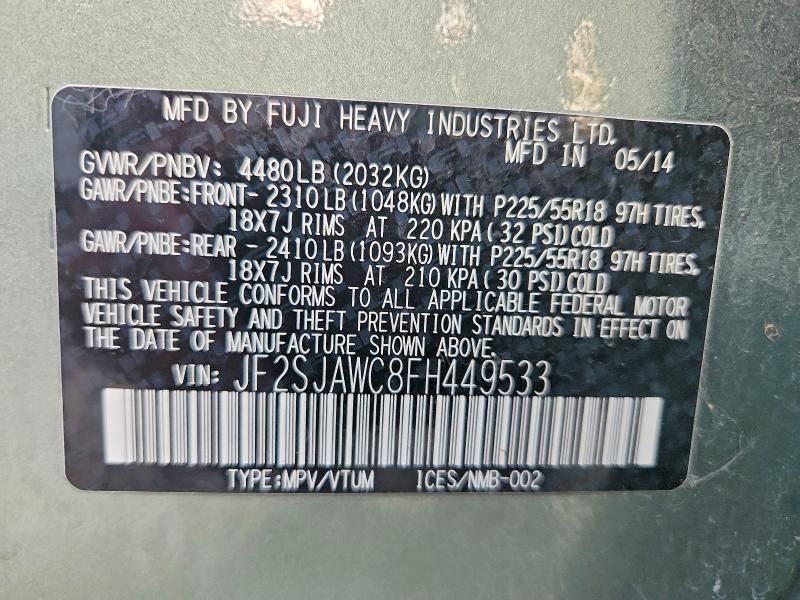 MFD BY FUJI HEAVY INDUSTRIES LTD.
MFD IN 05/14
GVWR/PNBV: 4480LB (2032KG)
GAWR/PNBE:FRONT- 2310 LB (1048KG) WITH P225/55R18 97H TIRES,
18X7J RIMS AT 220 KPA ( 32 PSI) COLD
GAWR/PNBE:REAR - 2410 LB (1093KG) WITH P225/55R18 97H TIRES,
18X7J RIMS AT 210 KPA ( 30 PSI) COLD
THIS VEHICLE CONFORMS TO ALL APPLICABLE FEDERAL MOTOR
VEHICLE SAFETY AND THEFT PREVENTION STANDARDS IN EFFECT ON
THE DATE OF MANUFACTURE SHOWN ABOVE.
VIN: JF2SJAWC8FH449533
TYPE:MPV/VTUM ICES/NMB-002